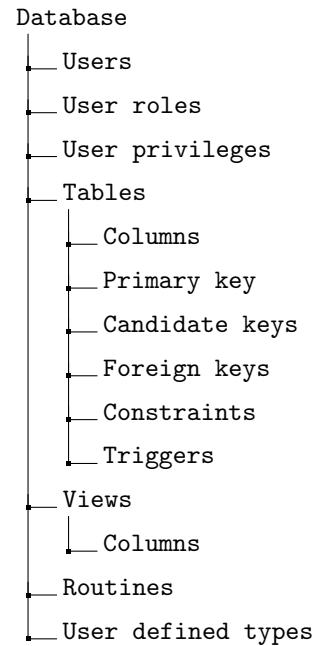 Database
Users
User roles
User privileges
Tables
Columns
Primary key
Candidate keys
Foreign keys
Constraints
Triggers
Views
Columns
Routines
User defined types